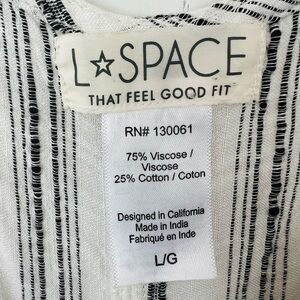 L☆SPACE
THAT FEEL GOOD FIT™
RN# 130061
75% Viscose /
Viscose
25% Cotton / Coton
Designed in California
Made in India
Fabriqué en Inde
L/G